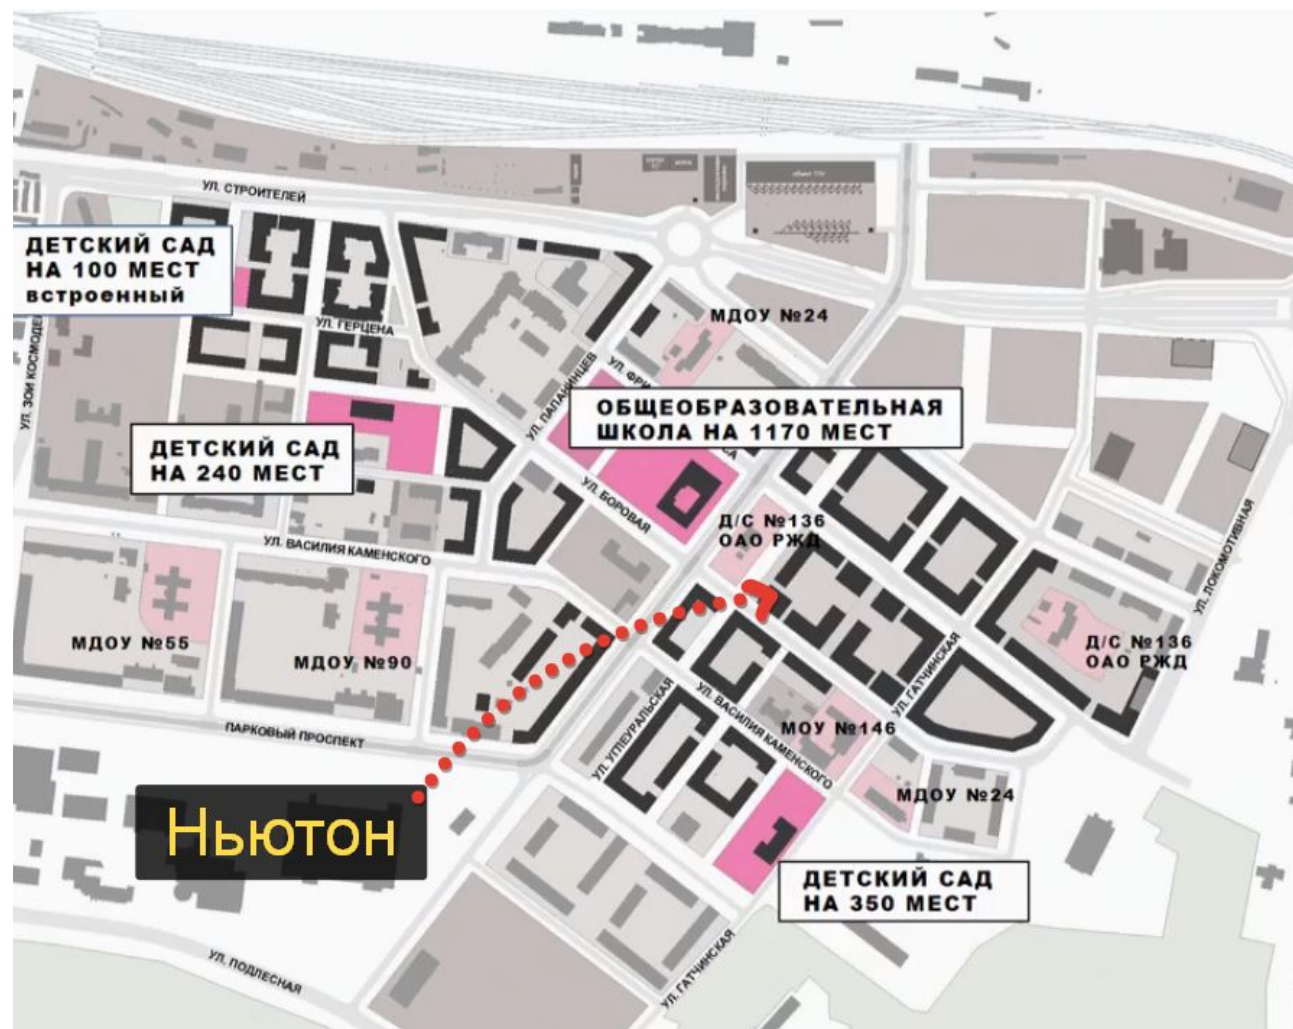 УЛ. СТРОИТЕЛЕЙ
ДЕТСКИЙ САД
НА 100 МЕСТ
встроенный
УЛ. ГЕРЦЕНА
МДОУ №24
УЛ. ПАПАНИНЦЕВ
ОБЩЕОБРАЗОВАТЕЛЬНАЯ
ШКОЛА НА 1170 МЕСТ
ДЕТСКИЙ САД
НА 240 МЕСТ
УЛ. БОРОВАЯ
Д/С №136
ОАО РЖД
УЛ. ВАСИЛИЯ КАМЕНСКОГО
УЛ. ЛОКОМОТИВНАЯ
МДОУ №55
МДОУ №90
Д/С №136
ОАО РЖД
УЛ. ГАТЧИНСКАЯ
ПАРКОВЫЙ ПРОСПЕКТ
УЛ. УГЛЕУРАЛЬСКАЯ
УЛ. ВАСИЛИЯ КАМЕНСКОГО
МОУ №146
МДОУ №24
Ньютон
ДЕТСКИЙ САД
НА 350 МЕСТ
УЛ. ПОДЛЕСНАЯ
УЛ. ГАТЧИНСКАЯ